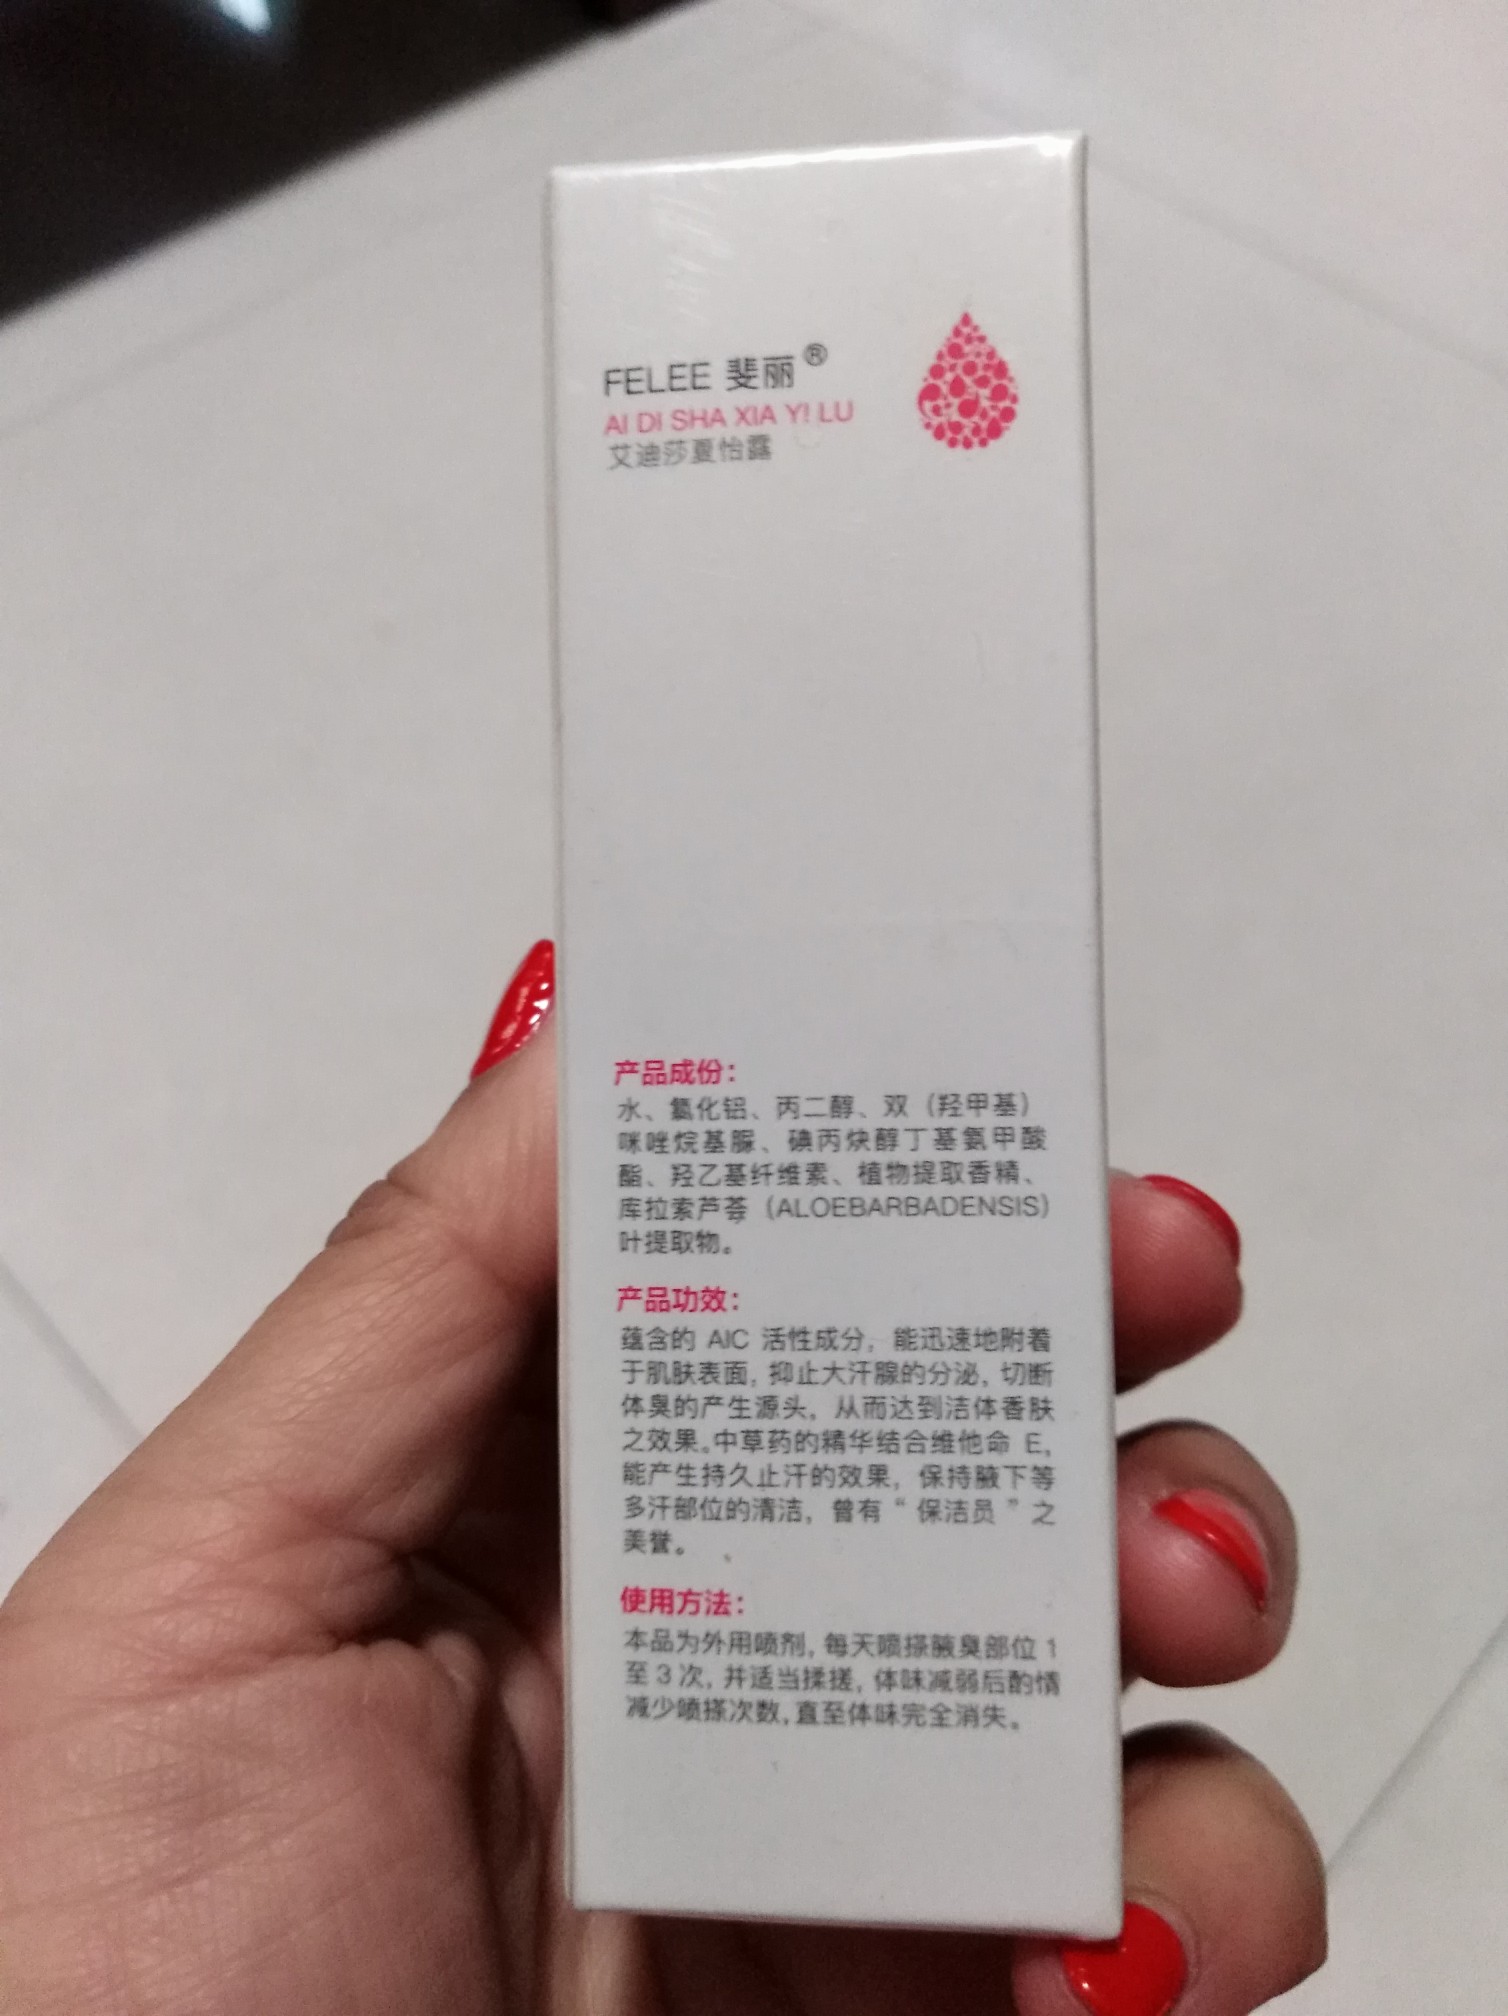 FELEE 斐丽®
AI DI SHA XIA YI LU
艾迪莎夏怡露
产品成份：
水、氯化铝、丙二醇、双（羟甲基）
咪唑烷基脲、碘丙炔醇丁基氨甲酸
酯、羟乙基纤维素、植物提取香精、
库拉索芦荟（ALOEBARBADENSIS）
叶提取物。
产品功效：
蕴含的 AIC 活性成分，能迅速地附着
于肌肤表面，抑止大汗腺的分泌，切断
体臭的产生源头，从而达到洁体香肤
之效果。中草药的精华结合维他命 E，
能产生持久止汗的效果，保持腋下等
多汗部位的清洁，曾有“保洁员”之
美誉。
使用方法：
本品为外用喷剂，每天喷搽腋臭部位 1
至 3 次，并适当揉搓，体味减弱后酌情
减少喷搽次数，直至体味完全消失。